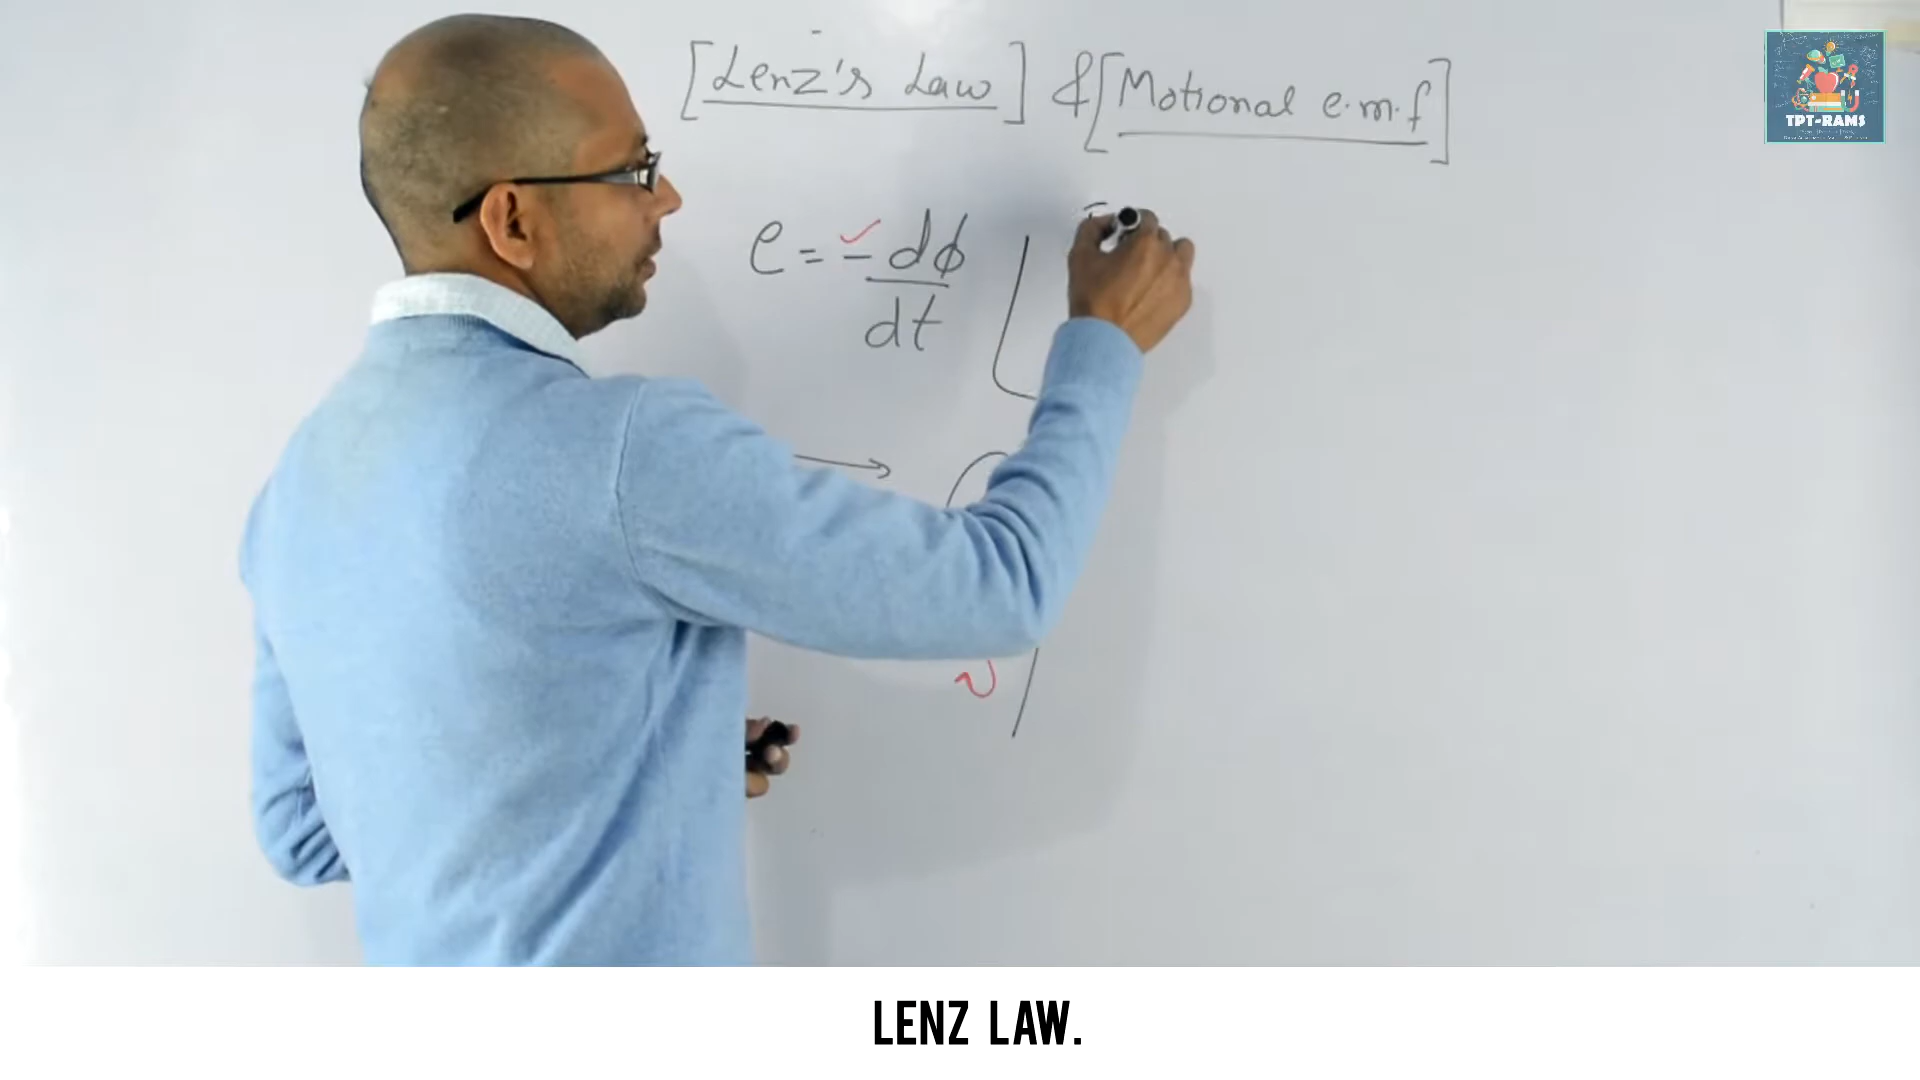 [Lenz's Law] & [Motional e.m.f]
TPT-RAMS
e = -dϕ
dt
LENZ LAW.